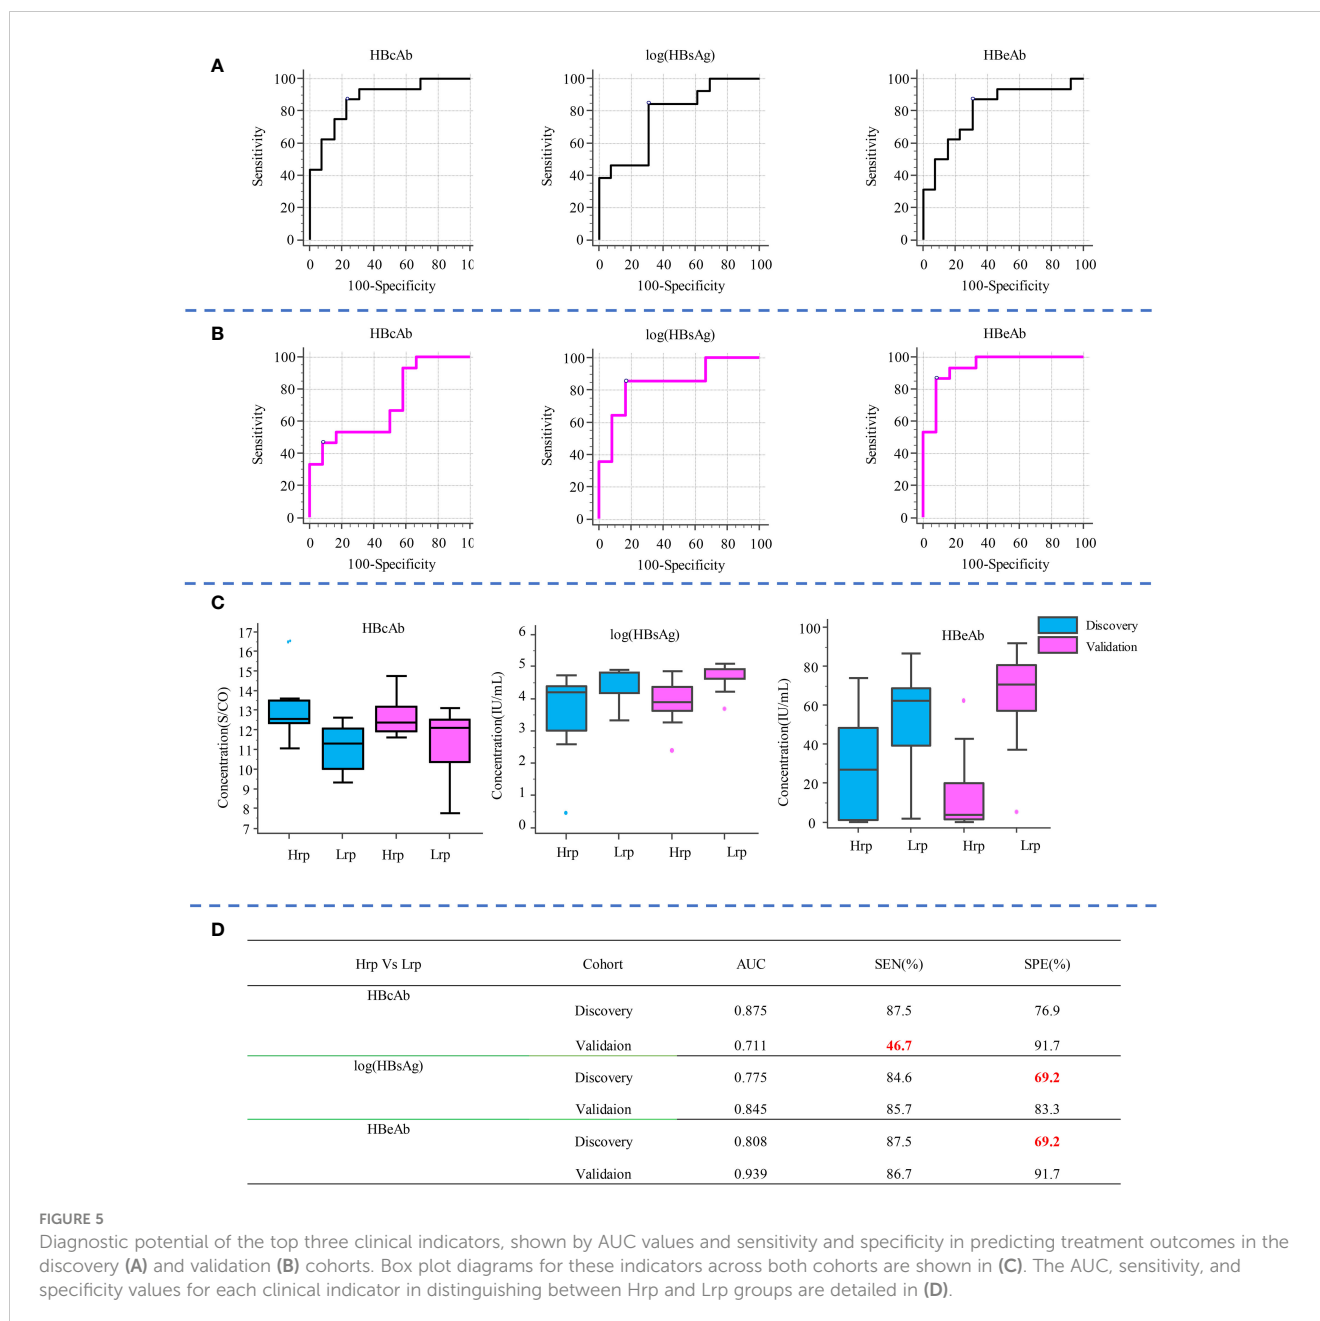 A
HBcAb
log(HBsAg)
HBeAb
Sensitivity
100
80
60
40
20
0
0 20 40 60 80 10
100-Specificity
Sensitivity
100
80
60
40
20
0
0 20 40 60 80 100
100-Specificity
Sensitivity
100
80
60
40
20
0
0 20 40 60 80 100
100-Specificity
B
HBcAb
log(HBsAg)
HBeAb
Sensitivity
100
80
60
40
20
0
0 20 40 60 80 10
100-Specificity
Sensitivity
100
80
60
40
20
0
0 20 40 60 80 100
100-Specificity
Sensitivity
100
80
60
40
20
0
0 20 40 60 80 100
100-Specificity
C
HBcAb
Concentration(S/CO)
17
16
15
14
13
12
11
10
9
8
7
Hrp Lrp Hrp Lrp
log(HBsAg)
Concentration(IU/mL)
6
5
4
3
2
1
0
Hrp Lrp Hrp Lrp
HBeAb
Concentration(IU/mL)
100
80
60
40
20
0
Hrp Lrp Hrp Lrp
Discovery
Validation
D
Hrp Vs Lrp Cohort AUC SEN(%) SPE(%)
HBcAb
Discovery 0.875 87.5 76.9
Validaion 0.711 46.7 91.7
log(HBsAg)
Discovery 0.775 84.6 69.2
Validaion 0.845 85.7 83.3
HBeAb
Discovery 0.808 87.5 69.2
Validaion 0.939 86.7 91.7
FIGURE 5
Diagnostic potential of the top three clinical indicators, shown by AUC values and sensitivity and specificity in predicting treatment outcomes in the
discovery (A) and validation (B) cohorts. Box plot diagrams for these indicators across both cohorts are shown in (C). The AUC, sensitivity, and
specificity values for each clinical indicator in distinguishing between Hrp and Lrp groups are detailed in (D).